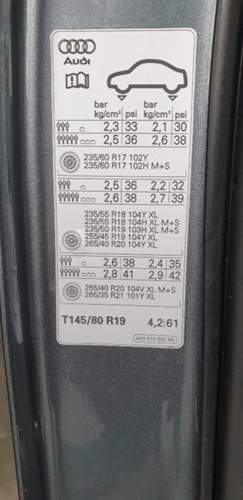 Audi
bar bar
kg/cm² psi kg/cm² psi
2,3 33 2,1 30
2,5 36 2,6 38
235/60 R17 102Y
235/60 R17 102H M+S
2,5 36 2,2 32
2,6 38 2,7 39
235/55 R18 104Y XL
235/55 R18 104H XL M+S
235/50 R19 103H XL M+S
255/45 R19 104Y XL
265/40 R20 104Y XL
2,6 38 2,4 35
2,8 41 2,9 42
265/40 R20 104V XL M+S
265/35 R21 101Y XL
T145/80 R19 4,2 61